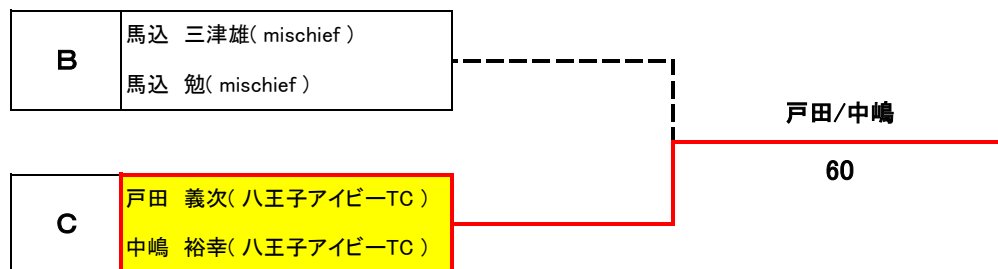 B
馬込　三津雄( mischief )
馬込　勉( mischief )
戸田/中嶋
60
C
戸田　義次( 八王子アイビーTC )
中嶋　裕幸( 八王子アイビーTC )